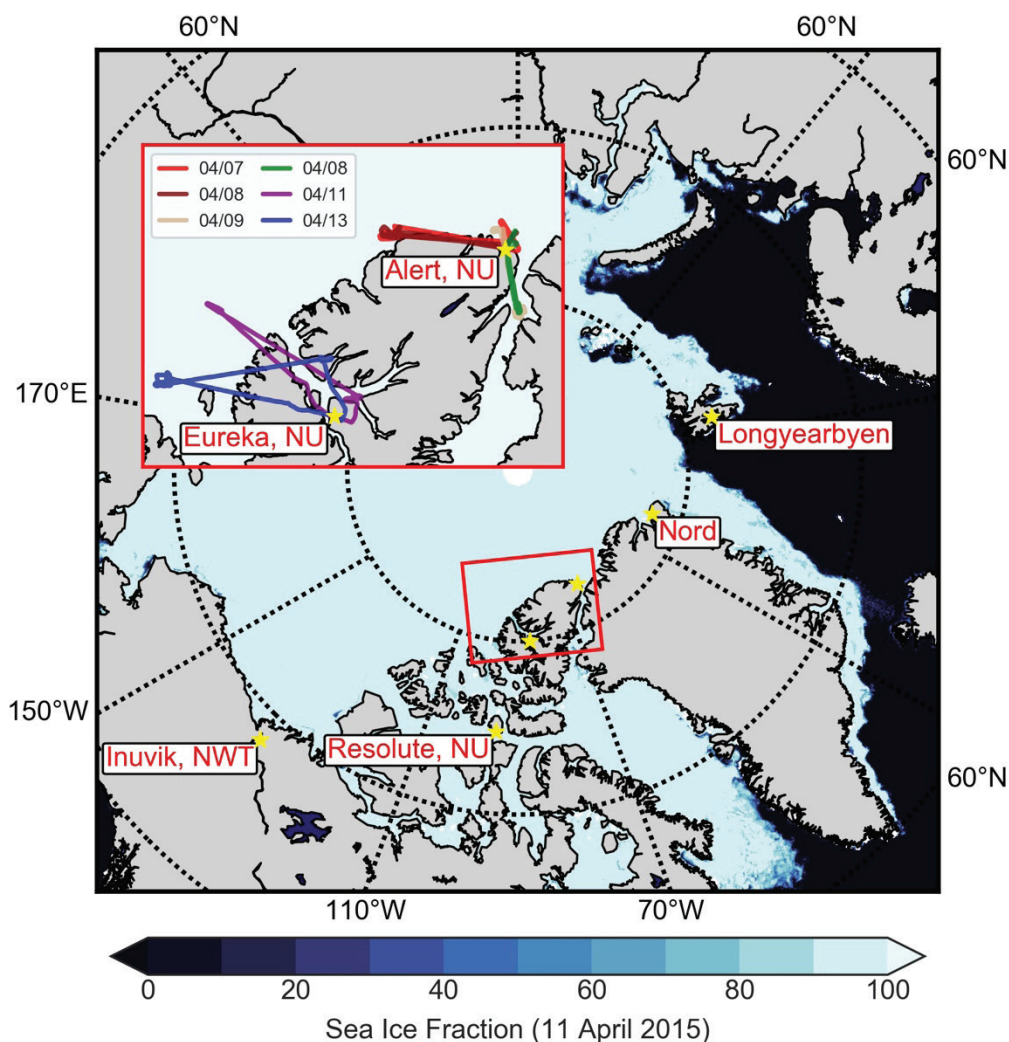 60°N 60°N
60°N
04/07 04/08
04/08 04/11
04/09 04/13
Alert, NU
170°E
Eureka, NU
Longyearbyen
Nord
150°W
Inuvik, NWT
Resolute, NU
60°N
110°W 70°W
0 20 40 60 80 100
Sea Ice Fraction (11 April 2015)